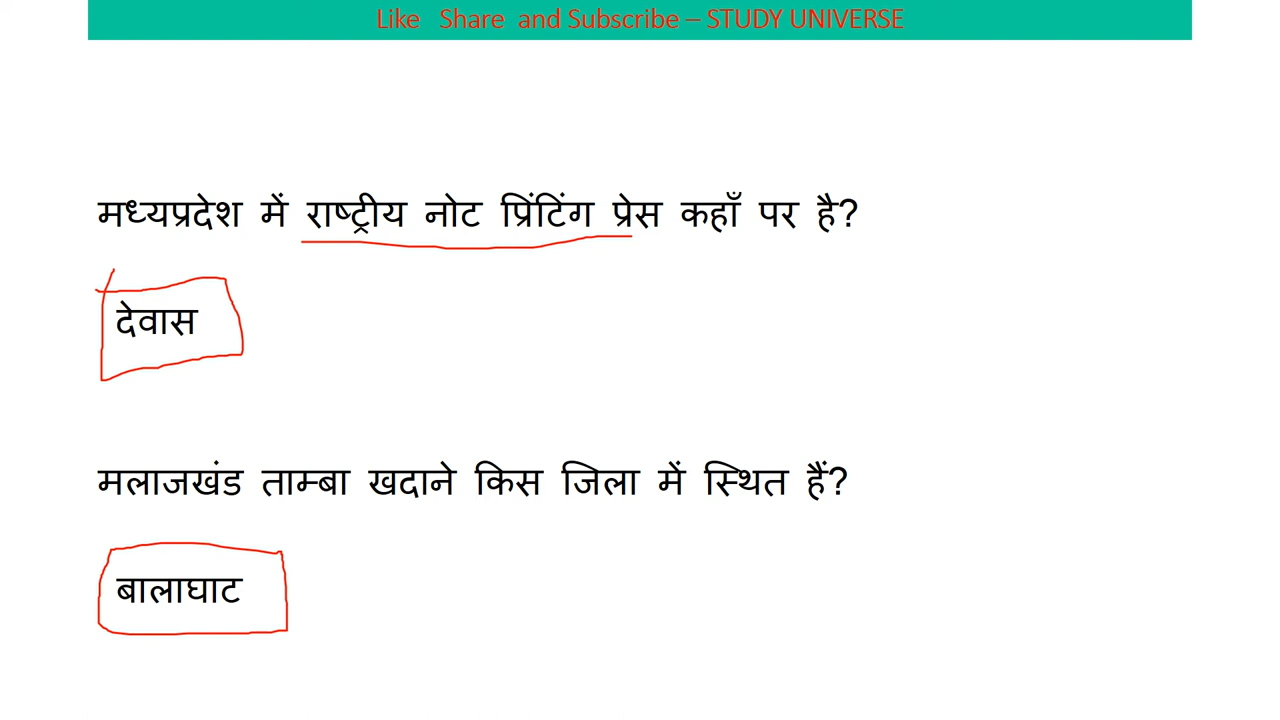 Like Share and Subscribe – STUDY UNIVERSE
मध्यप्रदेश में राष्ट्रीय नोट प्रिंटिंग प्रेस कहाँ पर है?
देवास
मलाजखंड ताम्बा खदाने किस जिला में स्थित हैं?
बालाघाट